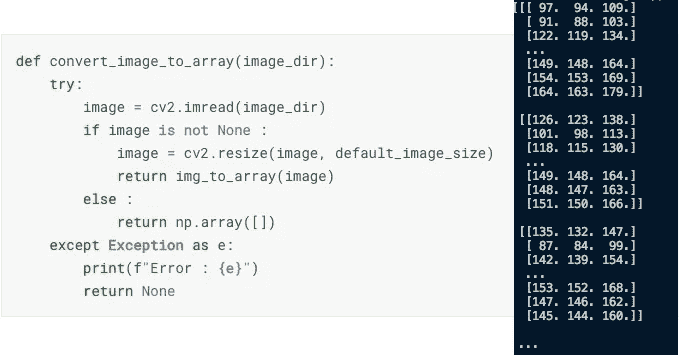 def convert_image_to_array(image_dir):
    try:
        image = cv2.imread(image_dir)
        if image is not None :
            image = cv2.resize(image, default_image_size)
            return img_to_array(image)
        else :
            return np.array([])
    except Exception as e:
        print(f"Error : {e}")
        return None
[[[ 97.  94. 109.]
  [ 91.  88. 103.]
  [122. 119. 134.]
  ...
  [149. 148. 164.]
  [154. 153. 169.]
  [164. 163. 179.]]

 [[126. 123. 138.]
  [101.  98. 113.]
  [118. 115. 130.]
  ...
  [149. 148. 164.]
  [148. 147. 163.]
  [151. 150. 166.]]

 [[135. 132. 147.]
  [ 87.  84.  99.]
  [142. 139. 154.]
  ...
  [153. 152. 168.]
  [147. 146. 162.]
  [145. 144. 160.]]

 ...